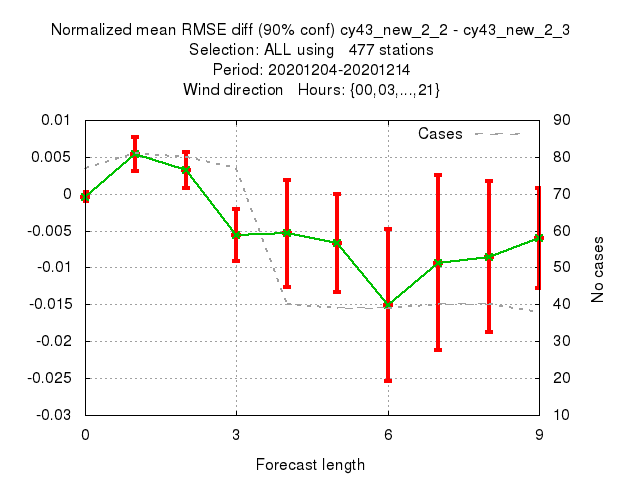 Normalized mean RMSE diff (90% conf) cy43_new_2_2 - cy43_new_2_3
Selection: ALL using 477 stations
Period: 20201204-20201214
Wind direction Hours: {00,03,...,21}
Cases
0.01
0.005
0
-0.005
-0.01
-0.015
-0.02
-0.025
-0.03
90
80
70
60
50
40
30
20
10
No cases
0 3 6 9
Forecast length